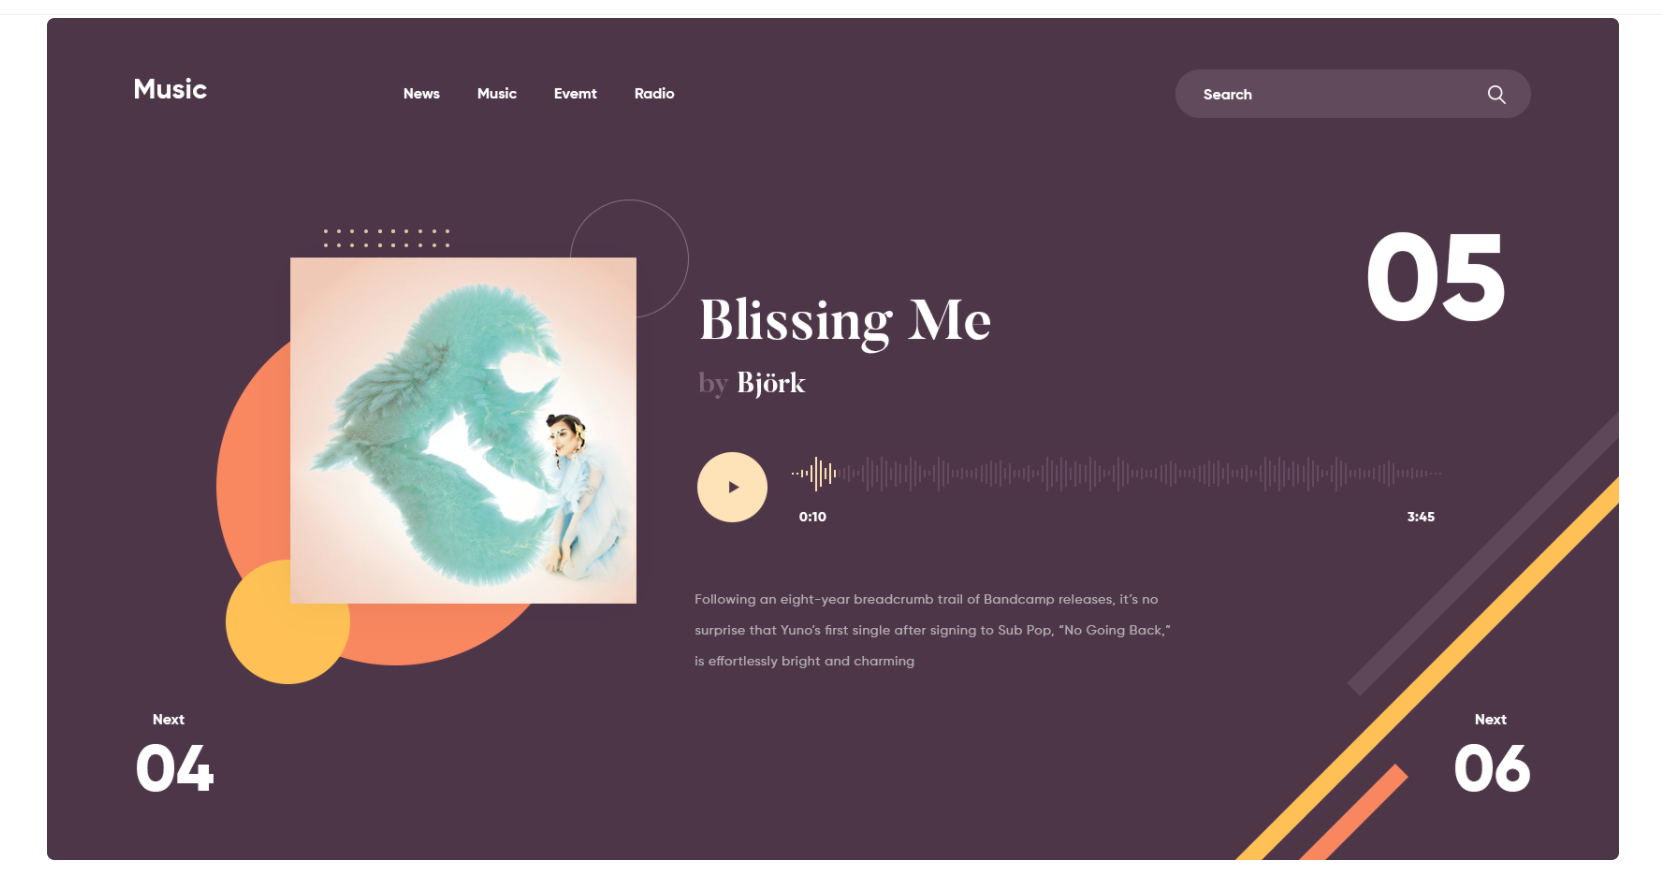 Music
News
Music
Evemt
Radio
Search
05
Blissing Me
by Björk
0:10
3:45
Following an eight-year breadcrumb trail of Bandcamp releases, it's no
surprise that Yuno's first single after signing to Sub Pop, “No Going Back,”
is effortlessly bright and charming
Next
04
Next
06